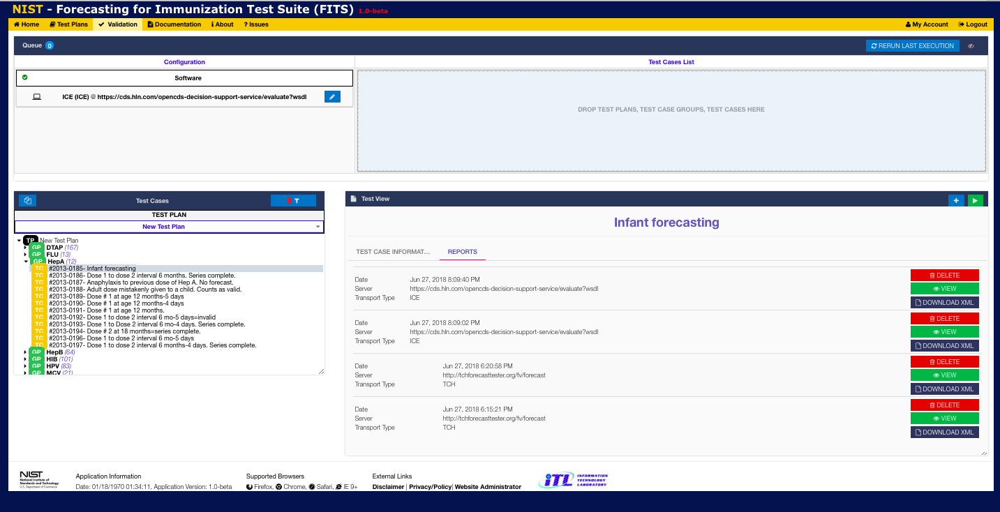 NIST - Forecasting for Immunization Test Suite (FITS) 1.0-beta
Home Test Plans Validation Documentation About Issues My Account Logout
Queue 0 RERUN LAST EXECUTION
Configuration Test Cases List
Software
ICE (ICE) @ https://cds.hln.com/opencds-decision-support-service/evaluate?wsdl
DROP TEST PLANS, TEST CASE GROUPS, TEST CASES HERE
Test Cases
TEST PLAN
New Test Plan
TP New Test Plan
GP DTAP (167)
GP FLU (13)
GP HepA (12)
TC #2013-0185- Infant forecasting
TC #2013-0186- Dose 1 to dose 2 interval 6 months. Series complete.
TC #2013-0187- Anaphylaxis to previous dose of Hep A. No forecast.
TC #2013-0188- Adult dose mistakenly given to a child. Counts as valid.
TC #2013-0189- Dose # 1 at age 12 months-5 days
TC #2013-0190- Dose # 1 at age 12 months-4 days
TC #2013-0191- Dose # 1 at age 12 months.
TC #2013-0192- Dose 1 to dose 2 interval 6 mo-5 days=invalid
TC #2013-0193- Dose 1 to Dose 2 interval 6 mo-4 days. Series complete.
TC #2013-0194- Dose # 2 at 18 months=series complete.
TC #2013-0196- Dose 1 to dose 2 interval 6 mo-5 days
TC #2013-0197- Dose 1 to dose 2 interval 6 months-4 days. Series complete.
GP HepB (64)
GP HIB (101)
GP HPV (83)
GP MCV (21)
Test View
Infant forecasting
TEST CASE INFORMAT... REPORTS
Date Jun 27, 2018 8:09:40 PM
Server https://cds.hln.com/opencds-decision-support-service/evaluate?wsdl
Transport Type ICE
DELETE
VIEW
DOWNLOAD XML
Date Jun 27, 2018 8:09:02 PM
Server https://cds.hln.com/opencds-decision-support-service/evaluate?wsdl
Transport Type ICE
DELETE
VIEW
DOWNLOAD XML
Date Jun 27, 2018 6:20:58 PM
Server http://tchforecasttester.org/fv/forecast
Transport Type TCH
DELETE
VIEW
DOWNLOAD XML
Date Jun 27, 2018 6:15:21 PM
Server http://tchforecasttester.org/fv/forecast
Transport Type TCH
DELETE
VIEW
DOWNLOAD XML
NIST
National Institute of
Standards and Technology
U.S. Department of Commerce
Application Information
Date: 01/18/1970 01:34:11, Application Version: 1.0-beta
Supported Browsers
Firefox, Chrome, Safari, IE 9+
External Links
Disclaimer | Privacy/Policy| Website Administrator
ITL INFORMATION
TECHNOLOGY
LABORATORY